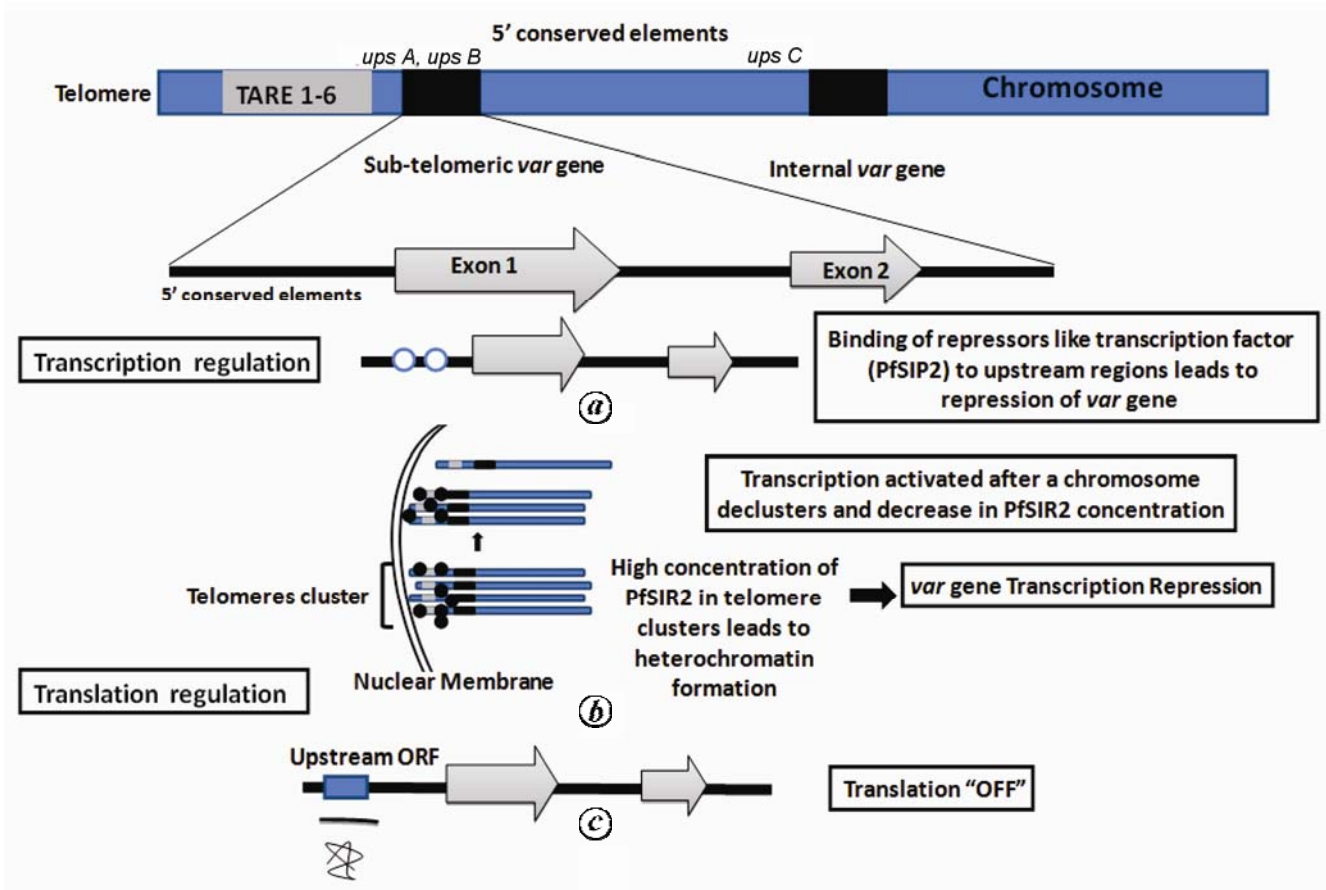 5' conserved elements
ups A, ups B
ups C
Telomere
TARE 1-6
Chromosome
Sub-telomeric var gene
Internal var gene
Exon 1
Exon 2
5' conserved elements
Transcription regulation
Binding of repressors like transcription factor
(PfSIP2) to upstream regions leads to
repression of var gene
a
Transcription activated after a chromosome
declusters and decrease in PfSIR2 concentration
Telomeres cluster
High concentration of
PfSIR2 in telomere
clusters leads to
heterochromatin
formation
var gene Transcription Repression
Nuclear Membrane
Translation regulation
b
Upstream ORF
Translation “OFF”
c